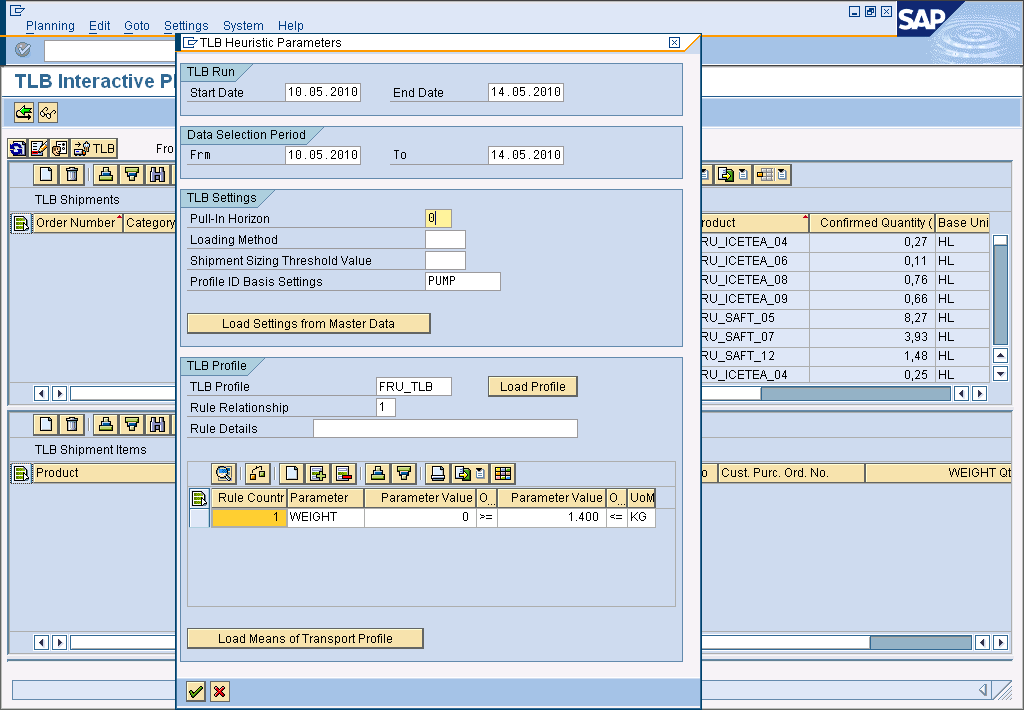 Planning Edit Goto Settings System Help
SAP
TLB Heuristic Parameters
TLB Interactive
TLB Run
Start Date 10.05.2010 End Date 14.05.2010
Data Selection Period
Frm 10.05.2010 To 14.05.2010
TLB Settings
Pull-In Horizon 0
Loading Method
Shipment Sizing Threshold Value
Profile ID Basis Settings PUMP
Load Settings from Master Data
TLB Profile
TLB Profile FRU_TLB Load Profile
Rule Relationship 1
Rule Details
Rule Countr Parameter Parameter Value O... Parameter Value O... UoM
1 WEIGHT 0 >= 1.400 <= KG
Load Means of Transport Profile
TLB Fro
TLB Shipments
Order Number Category
roduct Confirmed Quantity ( Base Uni
RU_ICETEA_04 0,27 HL
RU_ICETEA_06 0,11 HL
RU_ICETEA_08 0,76 HL
RU_ICETEA_09 0,66 HL
RU_SAFT_05 8,27 HL
RU_SAFT_07 3,93 HL
RU_SAFT_12 1,48 HL
RU_ICETEA_04 0,25 HL
TLB Shipment Items
Product
o Cust. Purc. Ord. No. WEIGHT Qt